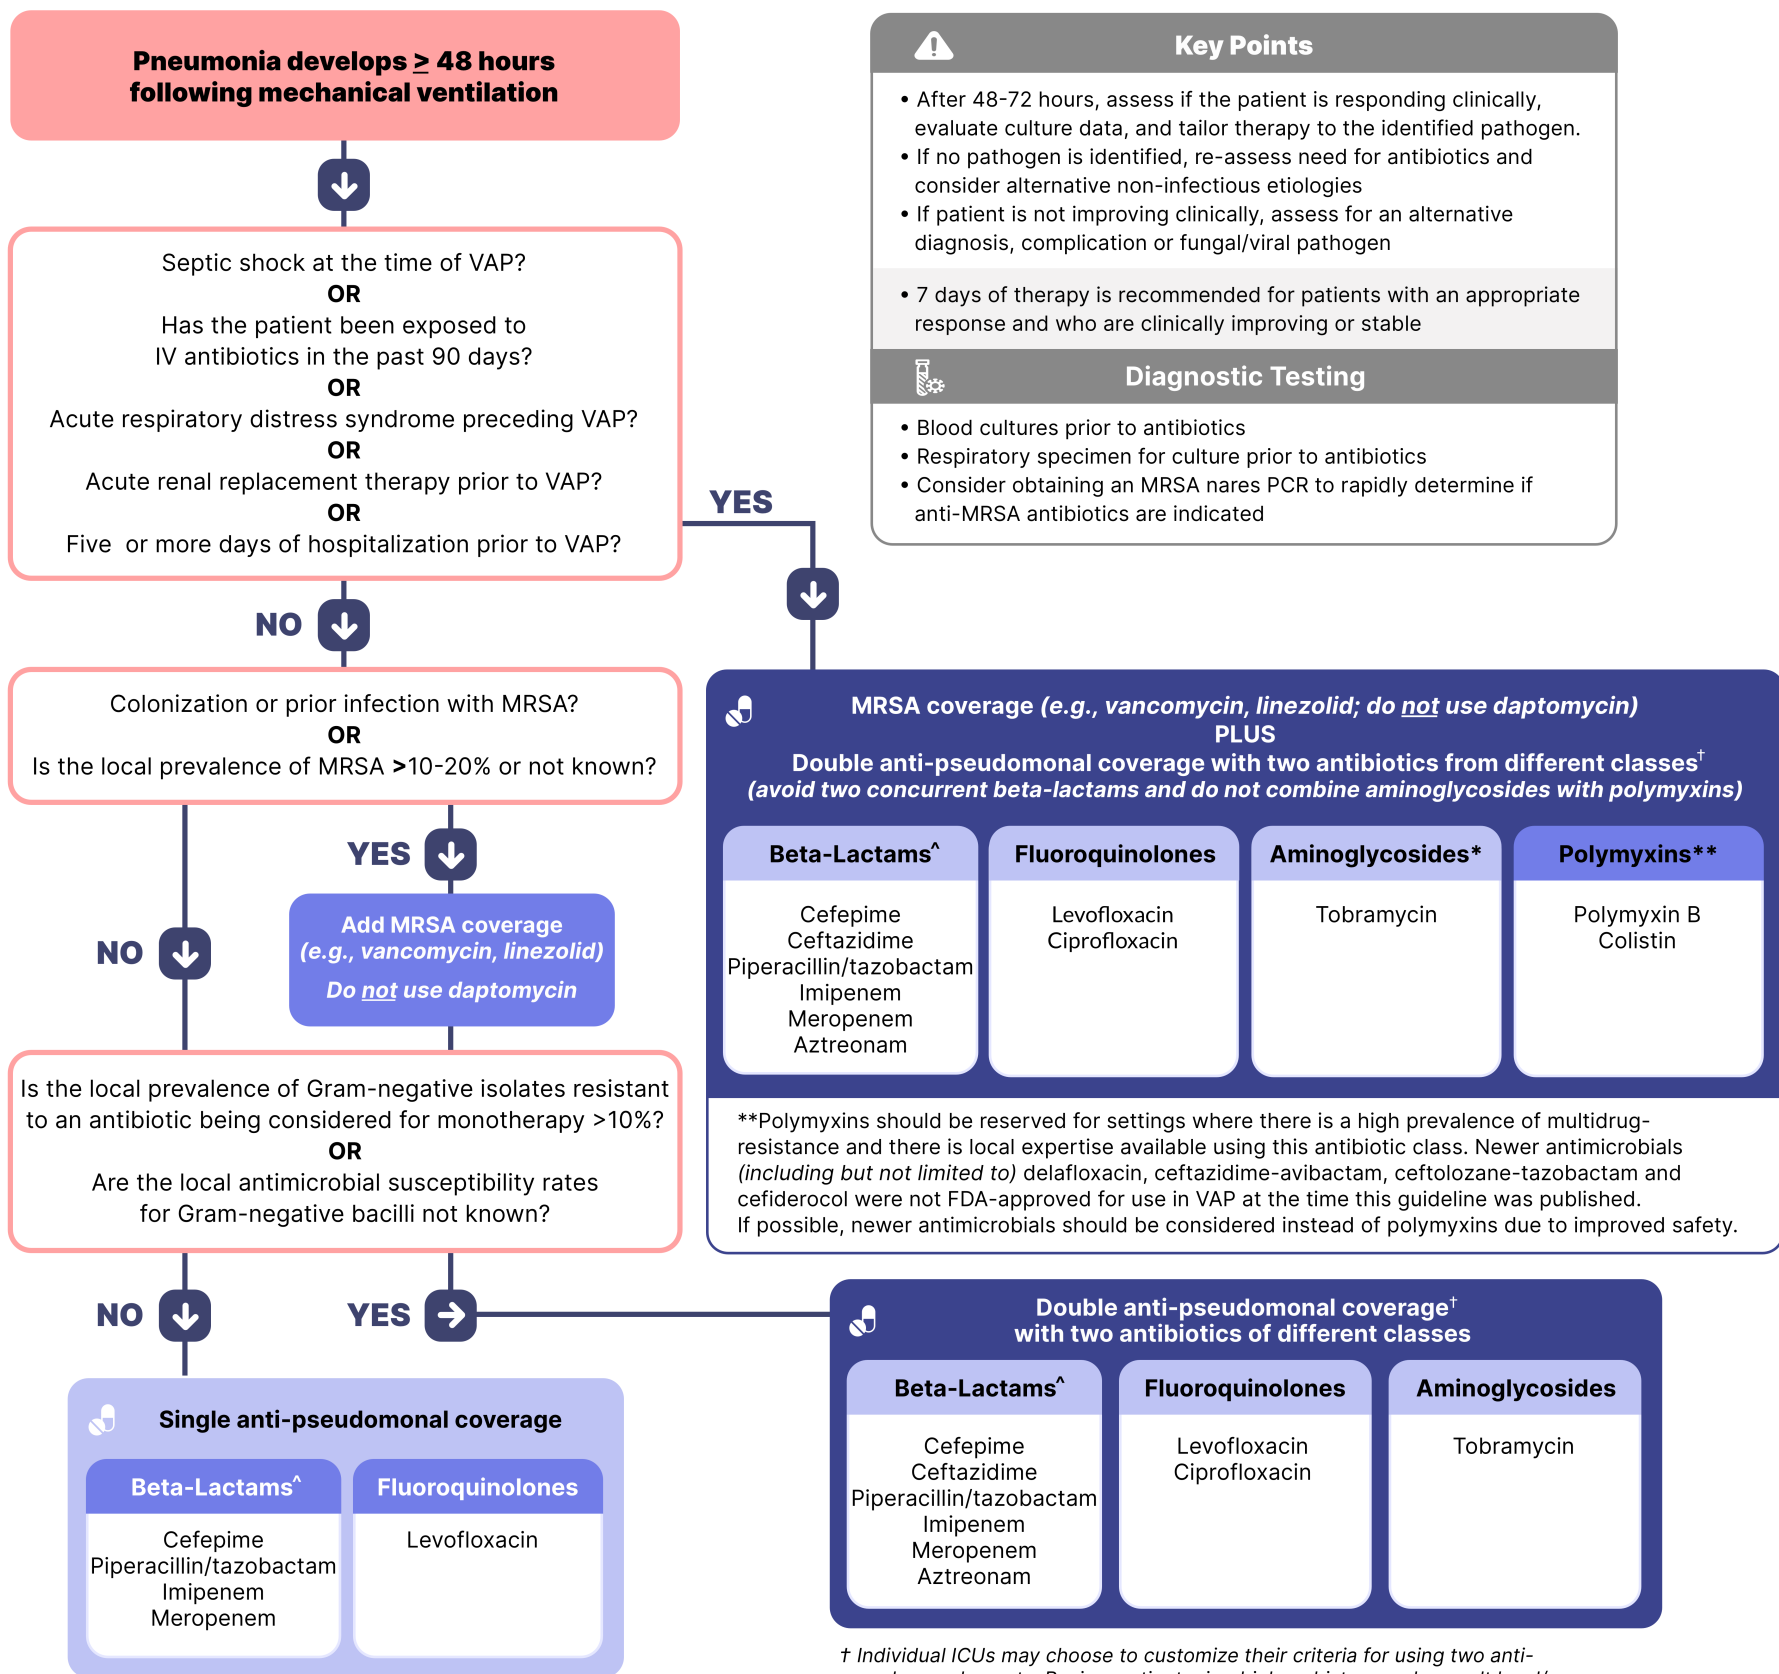 Pneumonia develops ≥ 48 hours
following mechanical ventilation
Septic shock at the time of VAP?
OR
Has the patient been exposed to
IV antibiotics in the past 90 days?
OR
Acute respiratory distress syndrome preceding VAP?
OR
Acute renal replacement therapy prior to VAP?
OR
Five or more days of hospitalization prior to VAP?
YES
NO
Key Points
• After 48-72 hours, assess if the patient is responding clinically,
evaluate culture data, and tailor therapy to the identified pathogen.
• If no pathogen is identified, re-assess need for antibiotics and
consider alternative non-infectious etiologies
• If patient is not improving clinically, assess for an alternative
diagnosis, complication or fungal/viral pathogen
• 7 days of therapy is recommended for patients with an appropriate
response and who are clinically improving or stable
Diagnostic Testing
• Blood cultures prior to antibiotics
• Respiratory specimen for culture prior to antibiotics
• Consider obtaining an MRSA nares PCR to rapidly determine if
anti-MRSA antibiotics are indicated
Colonization or prior infection with MRSA?
OR
Is the local prevalence of MRSA >10-20% or not known?
YES
NO
Add MRSA coverage
(e.g., vancomycin, linezolid)
Do not use daptomycin
Is the local prevalence of Gram-negative isolates resistant
to an antibiotic being considered for monotherapy >10%?
OR
Are the local antimicrobial susceptibility rates
for Gram-negative bacilli not known?
NO
YES
MRSA coverage (e.g., vancomycin, linezolid; do not use daptomycin)
PLUS
Double anti-pseudomonal coverage with two antibiotics from different classes†
(avoid two concurrent beta-lactams and do not combine aminoglycosides with polymyxins)
Beta-Lactams^
Cefepime
Ceftazidime
Piperacillin/tazobactam
Imipenem
Meropenem
Aztreonam
Fluoroquinolones
Levofloxacin
Ciprofloxacin
Aminoglycosides*
Tobramycin
Polymyxins**
Polymyxin B
Colistin
**Polymyxins should be reserved for settings where there is a high prevalence of multidrug-
resistance and there is local expertise available using this antibiotic class. Newer antimicrobials
(including but not limited to) delafloxacin, ceftazidime-avibactam, ceftolozane-tazobactam and
cefiderocol were not FDA-approved for use in VAP at the time this guideline was published.
If possible, newer antimicrobials should be considered instead of polymyxins due to improved safety.
Single anti-pseudomonal coverage
Beta-Lactams^
Cefepime
Piperacillin/tazobactam
Imipenem
Meropenem
Fluoroquinolones
Levofloxacin
Double anti-pseudomonal coverage†
with two antibiotics of different classes
Beta-Lactams^
Cefepime
Ceftazidime
Piperacillin/tazobactam
Imipenem
Meropenem
Aztreonam
Fluoroquinolones
Levofloxacin
Ciprofloxacin
Aminoglycosides
Tobramycin
† Individual ICUs may choose to customize their criteria for using two anti-